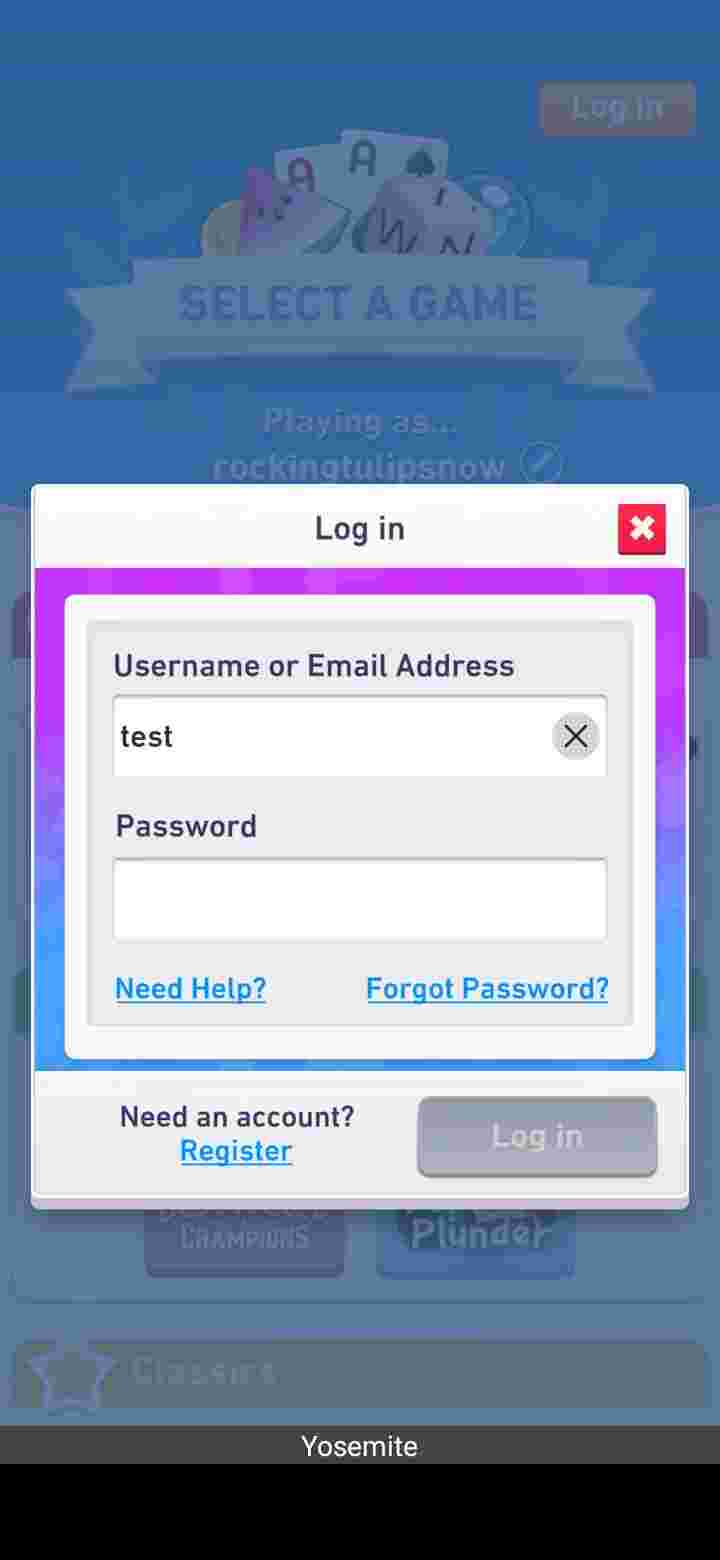 Log in
A A
W N
SELECT A GAME
Playing as...
rockingtulipsnow
Log in
Username or Email Address
test
Password
Need Help?
Forgot Password?
Need an account?
Register
Log in
CHAMPIONS
Plunder
Classics
Yosemite